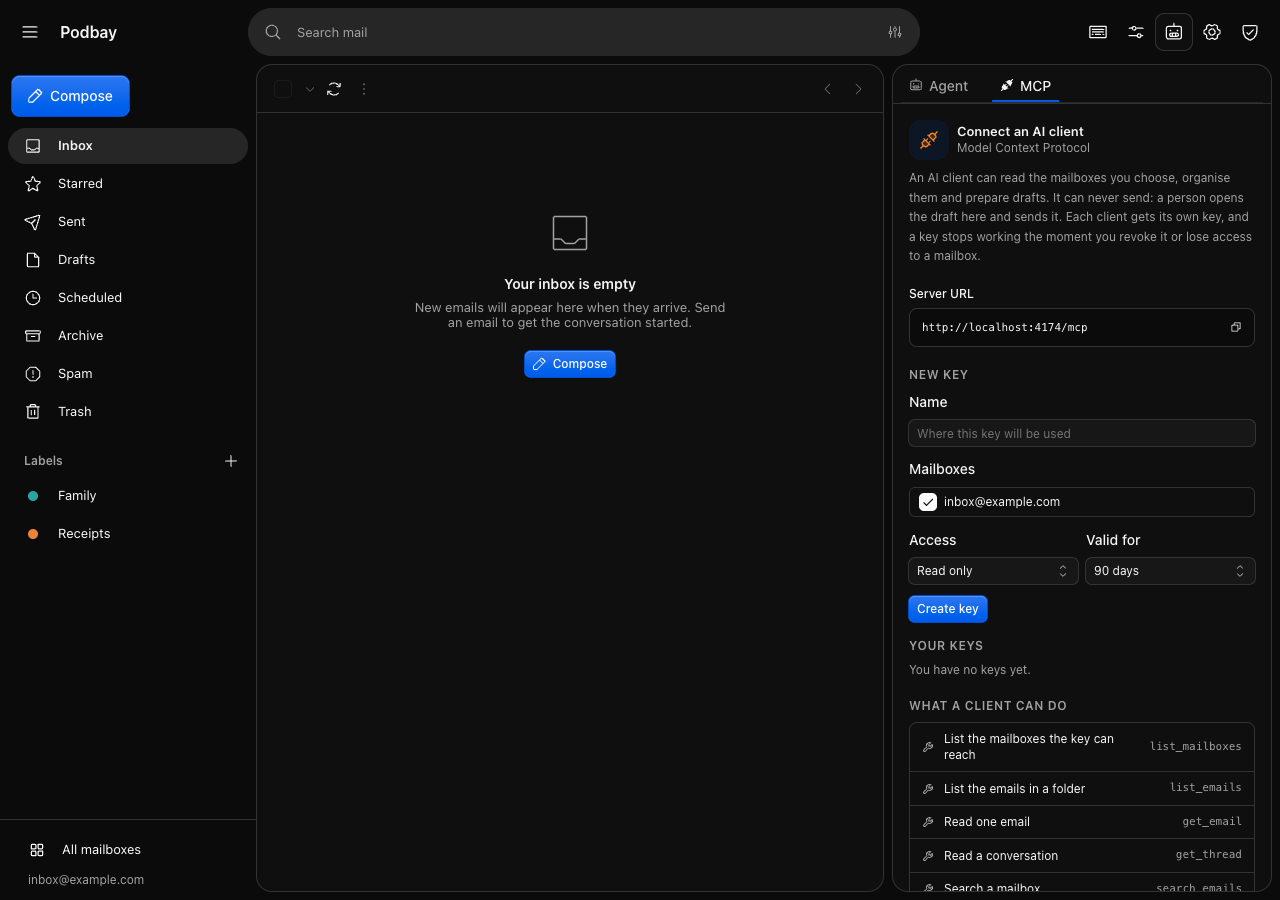 Podbay
Search mail
Compose
Inbox
Starred
Sent
Drafts
Scheduled
Archive
Spam
Trash
Labels
Family
Receipts
All mailboxes
inbox@example.com
Your inbox is empty
New emails will appear here when they arrive. Send
an email to get the conversation started.
Compose
Agent
MCP
Connect an AI client
Model Context Protocol
An AI client can read the mailboxes you choose, organise
them and prepare drafts. It can never send: a person opens
the draft here and sends it. Each client gets its own key, and
a key stops working the moment you revoke it or lose access
to a mailbox.
Server URL
http://localhost:4174/mcp
NEW KEY
Name
Where this key will be used
Mailboxes
inbox@example.com
Access
Valid for
Read only
90 days
Create key
YOUR KEYS
You have no keys yet.
WHAT A CLIENT CAN DO
List the mailboxes the key can
reach
list_mailboxes
List the emails in a folder
list_emails
Read one email
get_email
Read a conversation
get_thread
Search a mailbox
search_emails